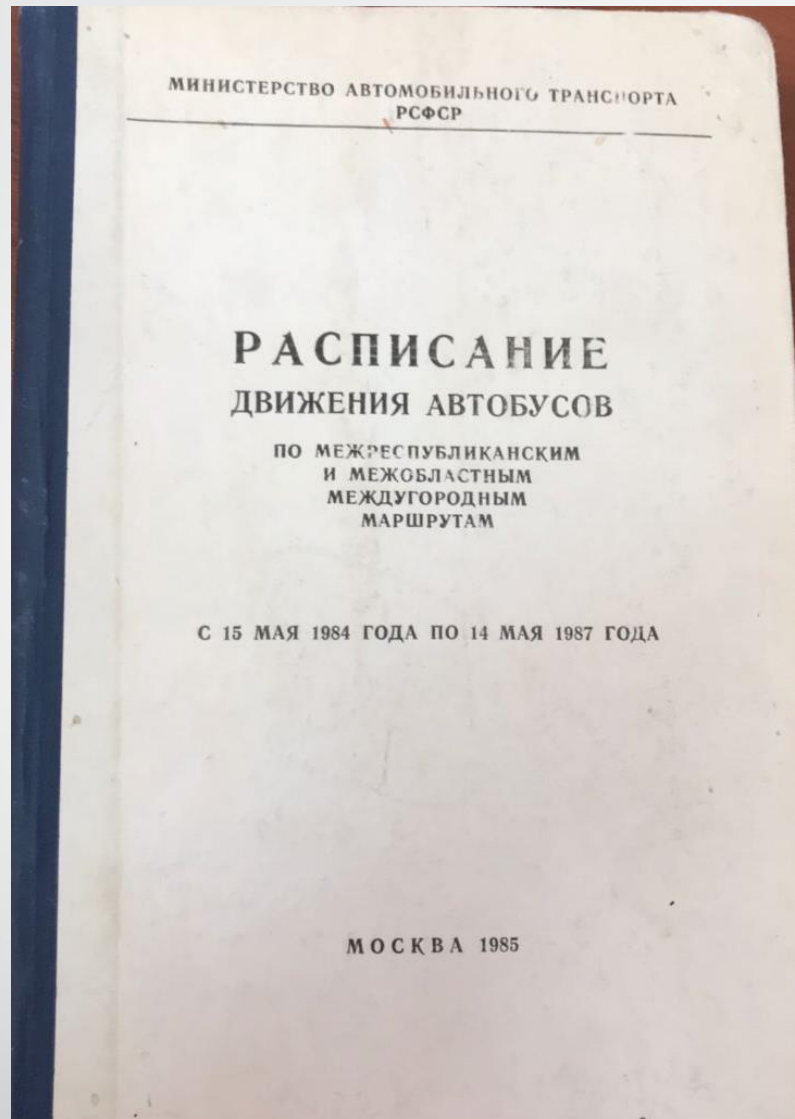 МИНИСТЕРСТВО АВТОМОБИЛЬНОГО ТРАНСПОРТА
РСФСР
РАСПИСАНИЕ
ДВИЖЕНИЯ АВТОБУСОВ
ПО МЕЖРЕСПУБЛИКАНСКИМ
И МЕЖОБЛАСТНЫМ
МЕЖДУГОРОДНЫМ
МАРШРУТАМ
С 15 МАЯ 1984 ГОДА ПО 14 МАЯ 1987 ГОДА
МОСКВА 1985